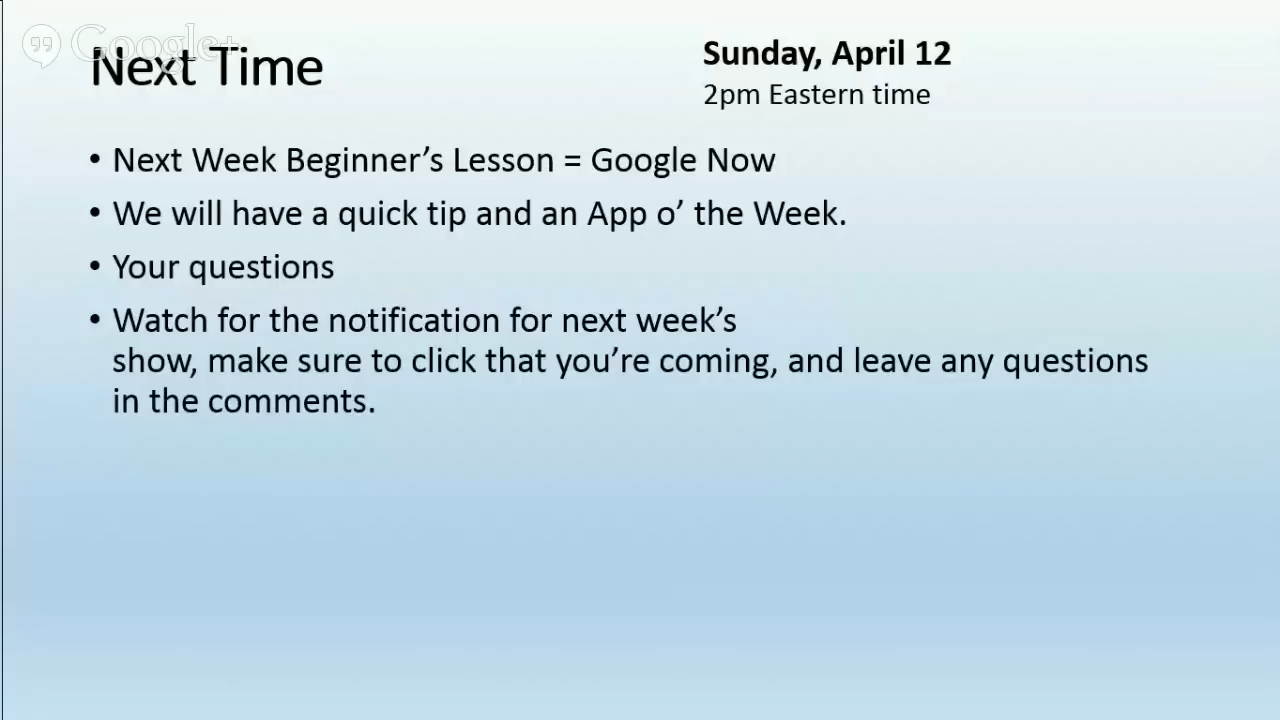 Google+
Next Time
Sunday, April 12
2pm Eastern time
• Next Week Beginner’s Lesson = Google Now
• We will have a quick tip and an App o’ the Week.
• Your questions
• Watch for the notification for next week’s
show, make sure to click that you’re coming, and leave any questions
in the comments.